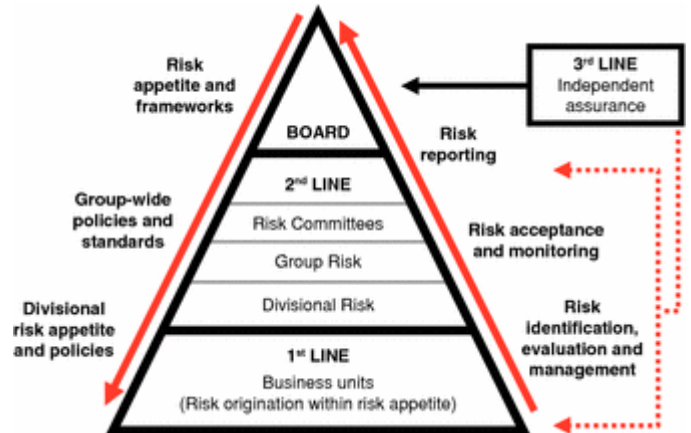 Risk
appetite and
frameworks
Group-wide
policies and
standards
Divisional
risk appetite
and policies
BOARD
2nd LINE
Risk Committees
Group Risk
Divisional Risk
1st LINE
Business units
(Risk origination within risk appetite)
Risk
reporting
Risk acceptance
and monitoring
Risk
identification,
evaluation and
management
3rd LINE
Independent
assurance